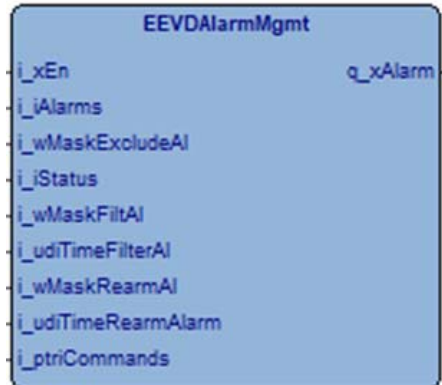 EEVDAlarmMgmt
i_xEn q_xAlarm
i_iAlarms
i_wMaskExcludeAl
i_iStatus
i_wMaskFiltAl
i_udiTimeFilterAl
i_wMaskRearmAl
i_udiTimeRearmAlarm
i_ptriCommands